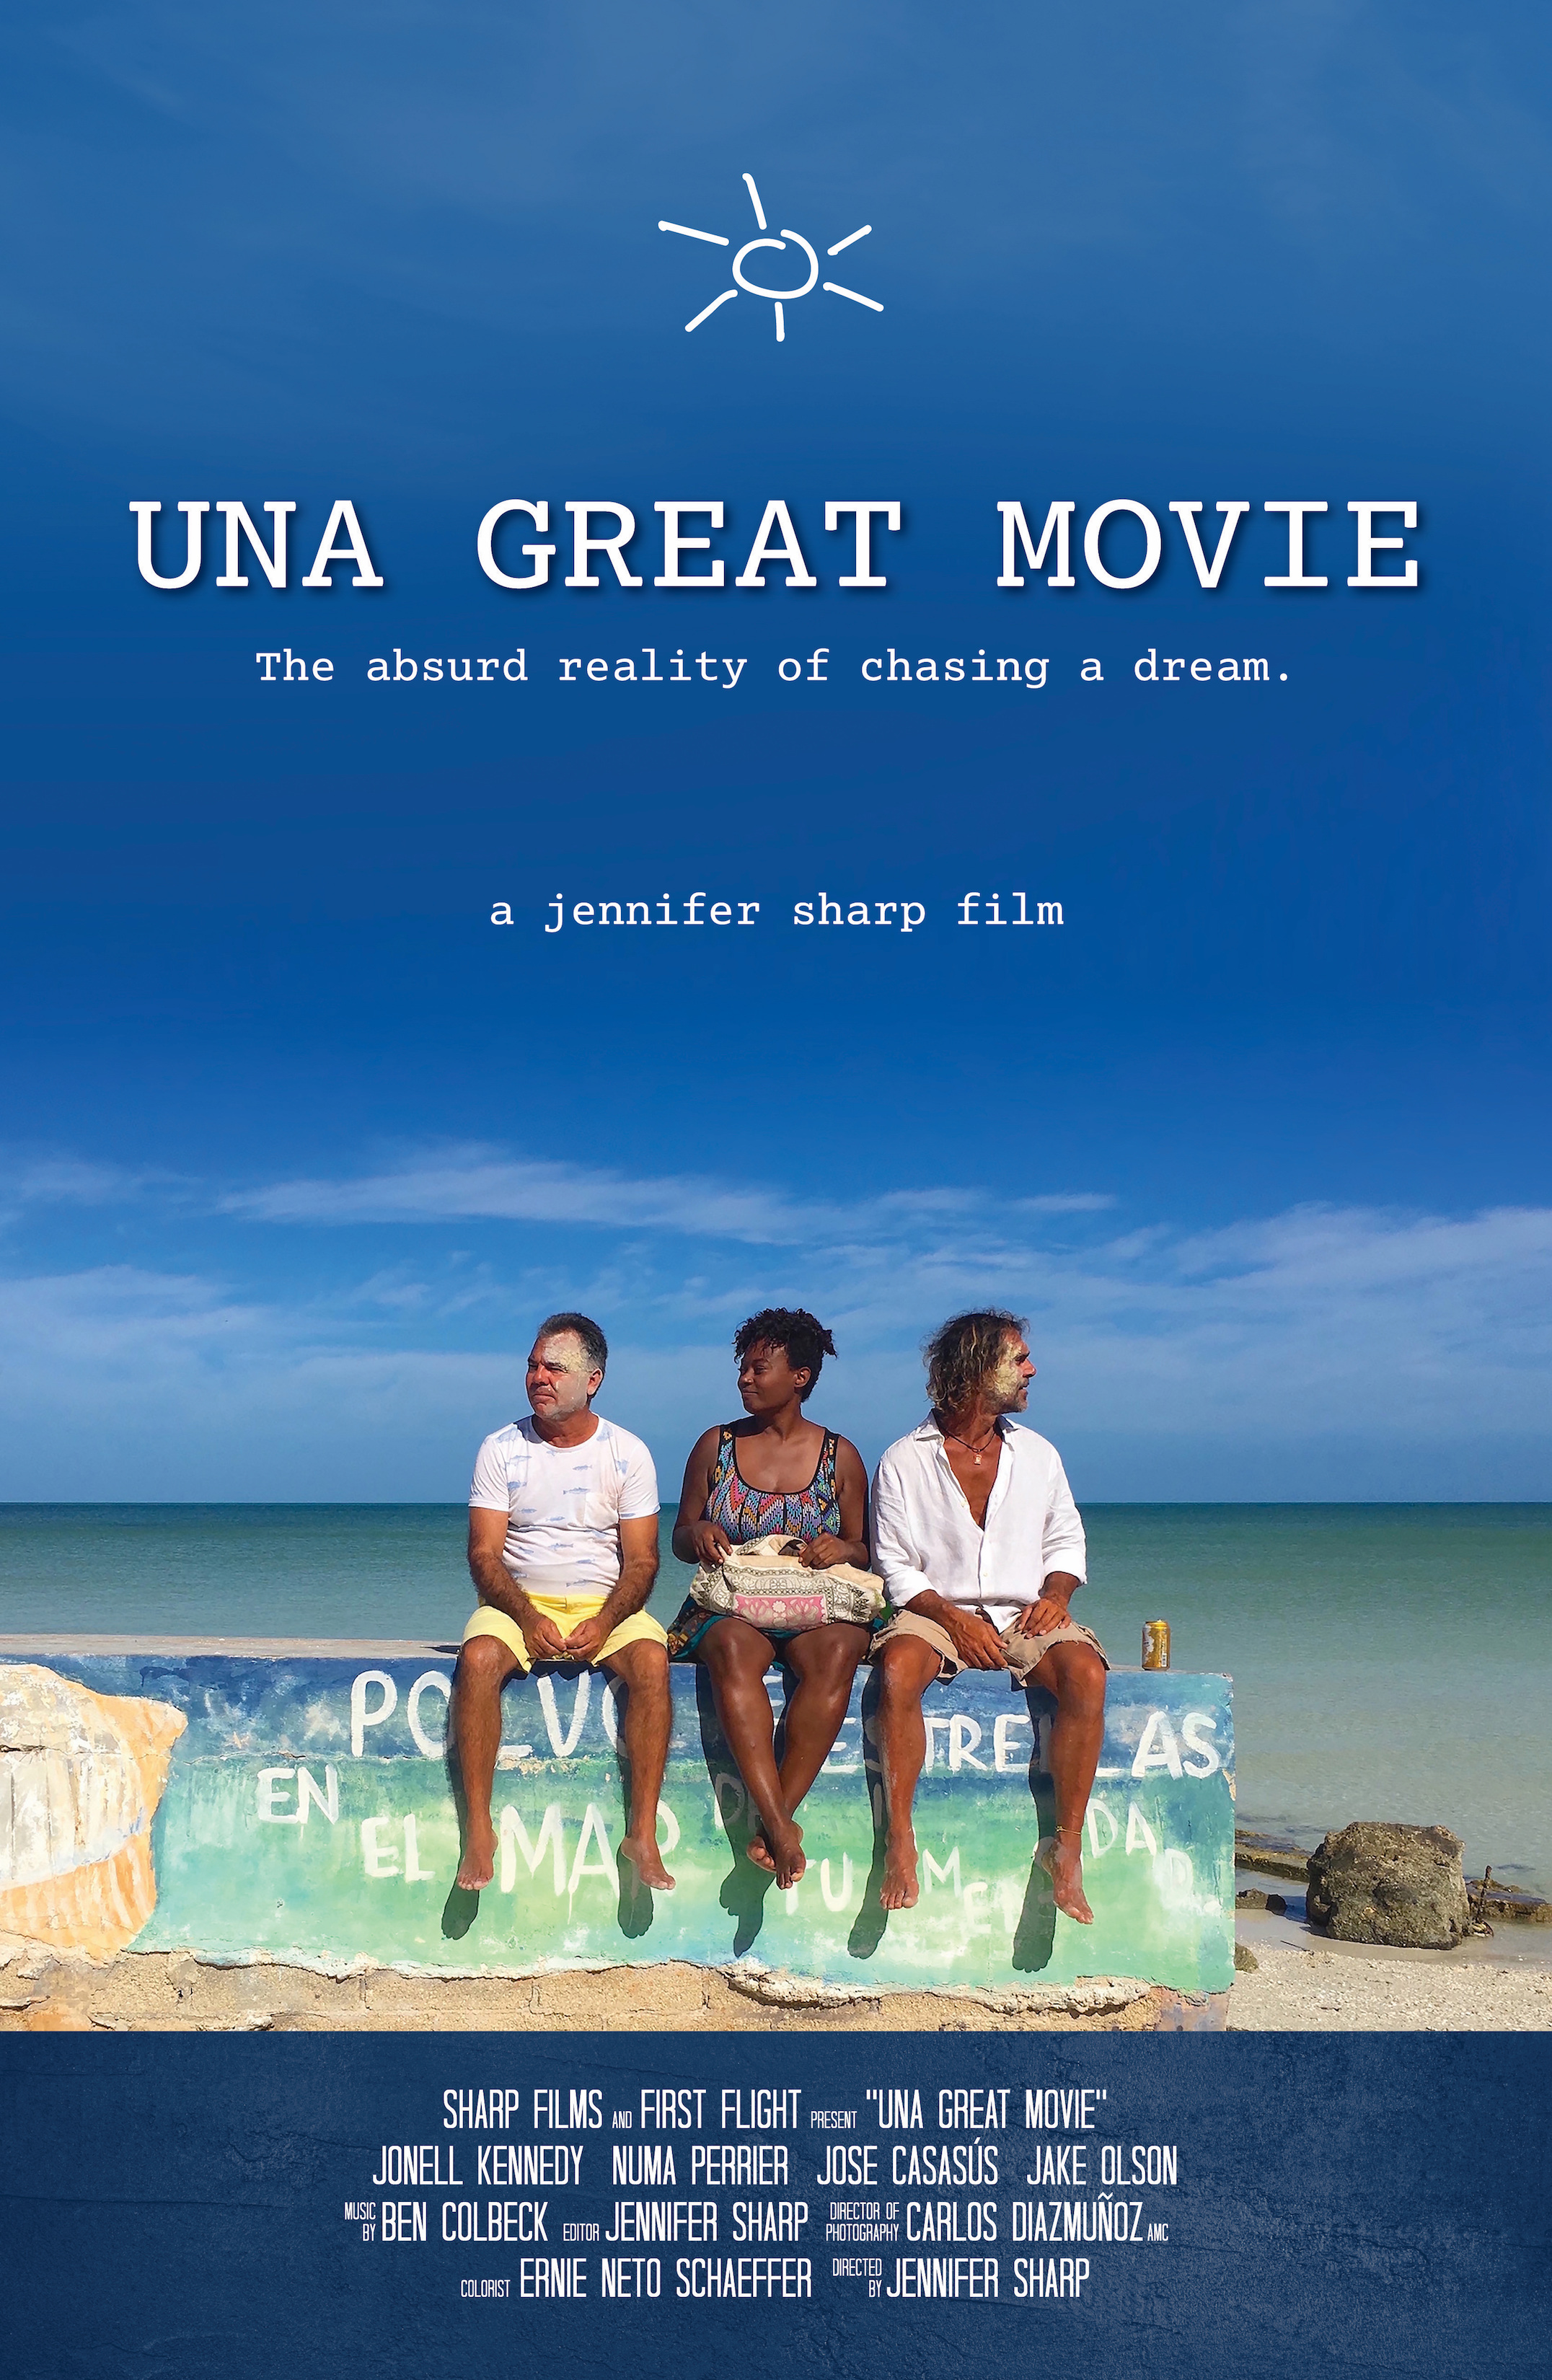 UNA GREAT MOVIE
The absurd reality of chasing a dream.
a jennifer sharp film
EN
EL MAR
TU
SHARP FILMS AND FIRST FLIGHT PRESENT "UNA GREAT MOVIE"
JONELL KENNEDY NUMA PERRIER JOSE CASASÚS JAKE OLSON
MUSIC BY BEN COLBECK EDITOR JENNIFER SHARP DIRECTOR OF PHOTOGRAPHY CARLOS DIAZMUÑOZ AMC
COLORIST ERNIE NETO SCHAEFFER DIRECTED BY JENNIFER SHARP